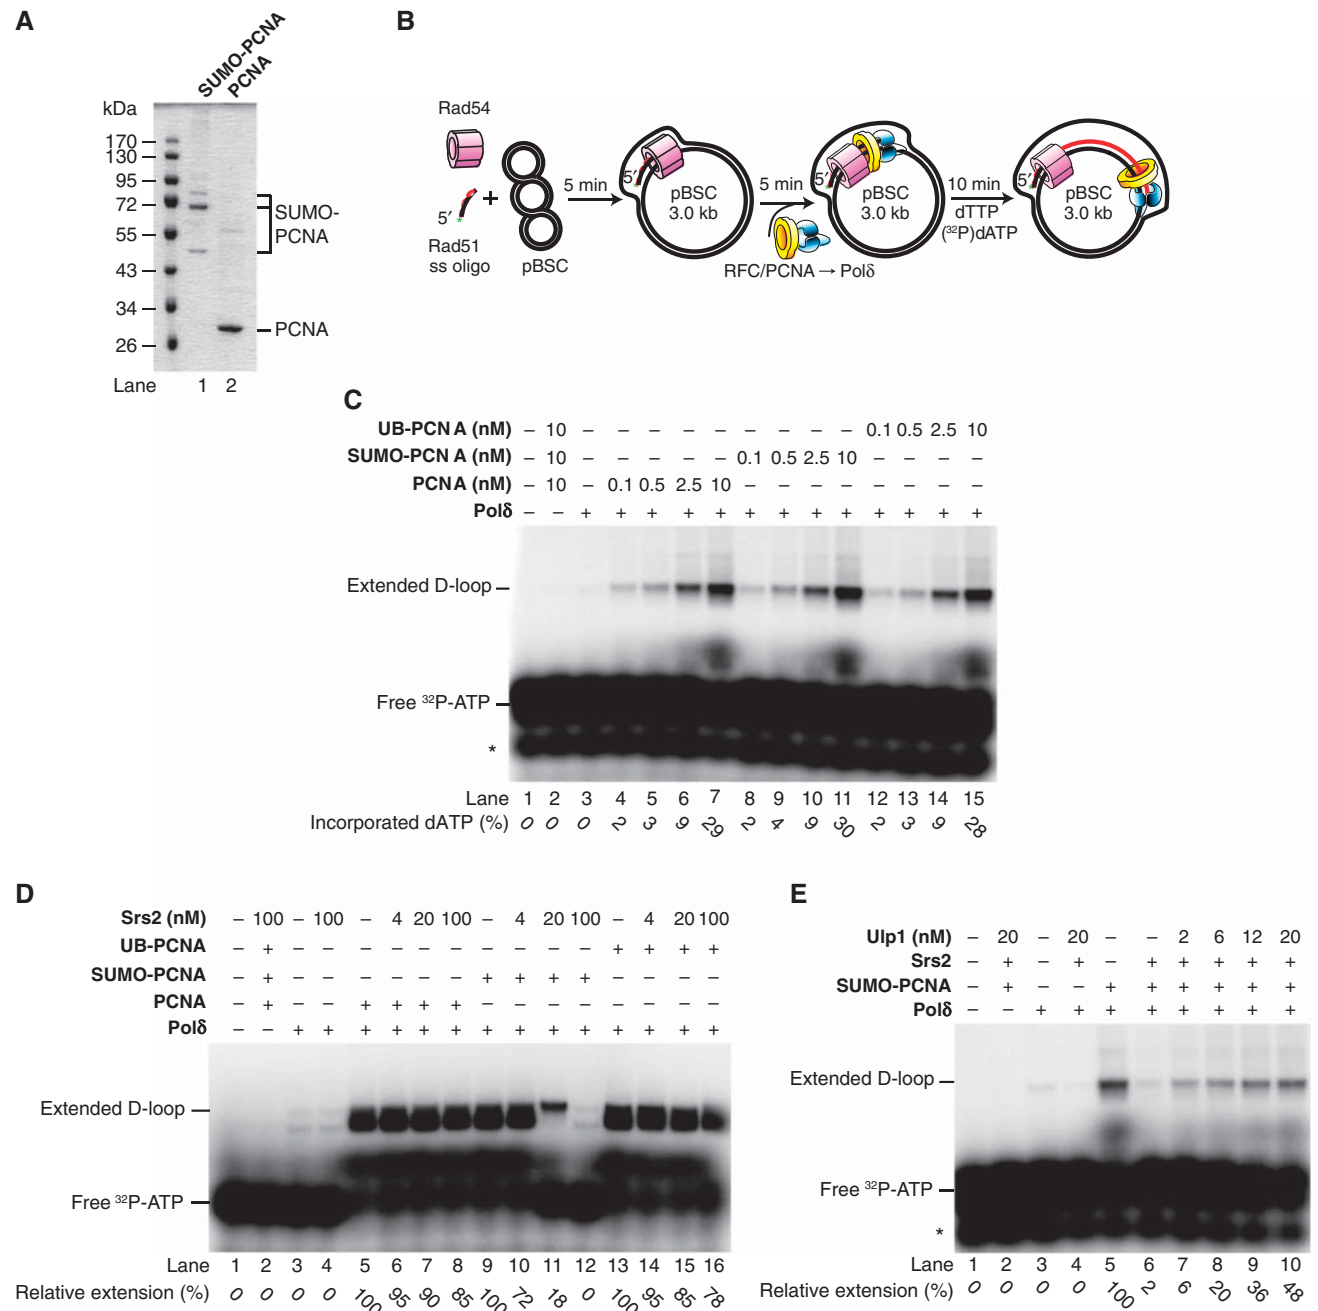 A
SUMO-PCNA
PCNA
kDa
170
130
95
72
55
43
34
26
SUMO-
PCNA
PCNA
Lane 1 2
B
Rad54
5′
Rad51
ss oligo
+
pBSC
5 min
5′
pBSC
3.0 kb
5 min
RFC/PCNA → Polδ
5′
pBSC
3.0 kb
10 min
dTTP
(32P)dATP
5′
pBSC
3.0 kb
C
UB-PCNA (nM) – 10 – – – – – – – – – 0.1 0.5 2.5 10
SUMO-PCNA (nM) – 10 – – – – – 0.1 0.5 2.5 10 – – – –
PCNA (nM) – 10 – 0.1 0.5 2.5 10 – – – – – – – –
Polδ – – + + + + + + + + + + + + +
Extended D-loop
Free 32P-ATP
*
Lane 1 2 3 4 5 6 7 8 9 10 11 12 13 14 15
Incorporated dATP (%) 0 0 0 2 3 9 29 2 4 9 30 2 3 9 28
D
Srs2 (nM) – 100 – 100 – 4 20 100 – 4 20 100 – 4 20 100
UB-PCNA – + – – – – – – – – – – + + + +
SUMO-PCNA – + – – – – – – + + + + – – – –
PCNA – + – – + + + + – – – – – – – –
Polδ – – + + + + + + + + + + + + + +
Extended D-loop
Free 32P-ATP
Lane 1 2 3 4 5 6 7 8 9 10 11 12 13 14 15 16
Relative extension (%) 0 0 0 0 100 95 90 85 100 72 18 0 100 95 85 78
E
Ulp1 (nM) – 20 – 20 – – 2 6 12 20
Srs2 – + – + – + + + + +
SUMO-PCNA – + – – + + + + + +
Polδ – – + + + + + + + +
Extended D-loop
Free 32P-ATP
*
Lane 1 2 3 4 5 6 7 8 9 10
Relative extension (%) 0 0 0 0 100 2 6 20 36 48